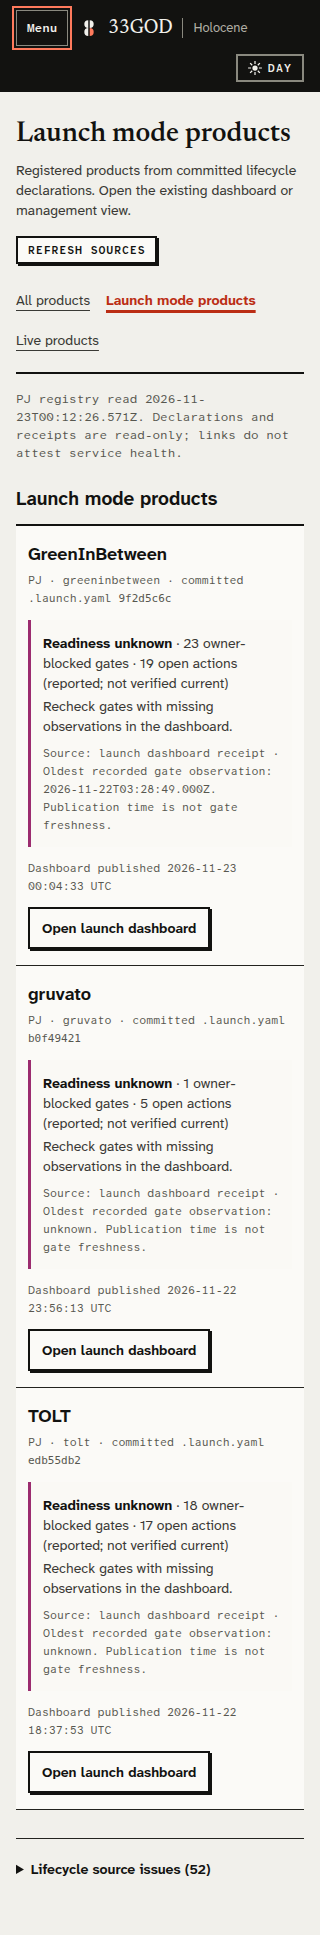 Menu
33GOD
Holocene
DAY
Launch mode products
Registered products from committed lifecycle
declarations. Open the existing dashboard or
management view.
REFRESH SOURCES
All products
Launch mode products
Live products
PJ registry read 2026-11-
23T00:12:26.571Z. Declarations and
receipts are read-only; links do not
attest service health.
Launch mode products
GreenInBetween
PJ · greeninbetween · committed
.launch.yaml 9f2d5c6c
Readiness unknown · 23 owner-
blocked gates · 19 open actions
(reported; not verified current)
Recheck gates with missing
observations in the dashboard.
Source: launch dashboard receipt ·
Oldest recorded gate observation:
2026-11-22T03:28:49.000Z.
Publication time is not gate
freshness.
Dashboard published 2026-11-23
00:04:33 UTC
Open launch dashboard
gruvato
PJ · gruvato · committed .launch.yaml
b0f49421
Readiness unknown · 1 owner-
blocked gates · 5 open actions
(reported; not verified current)
Recheck gates with missing
observations in the dashboard.
Source: launch dashboard receipt ·
Oldest recorded gate observation:
unknown. Publication time is not
gate freshness.
Dashboard published 2026-11-22
23:56:13 UTC
Open launch dashboard
TOLT
PJ · tolt · committed .launch.yaml
edb55db2
Readiness unknown · 18 owner-
blocked gates · 17 open actions
(reported; not verified current)
Recheck gates with missing
observations in the dashboard.
Source: launch dashboard receipt ·
Oldest recorded gate observation:
unknown. Publication time is not
gate freshness.
Dashboard published 2026-11-22
18:37:53 UTC
Open launch dashboard
Lifecycle source issues (52)